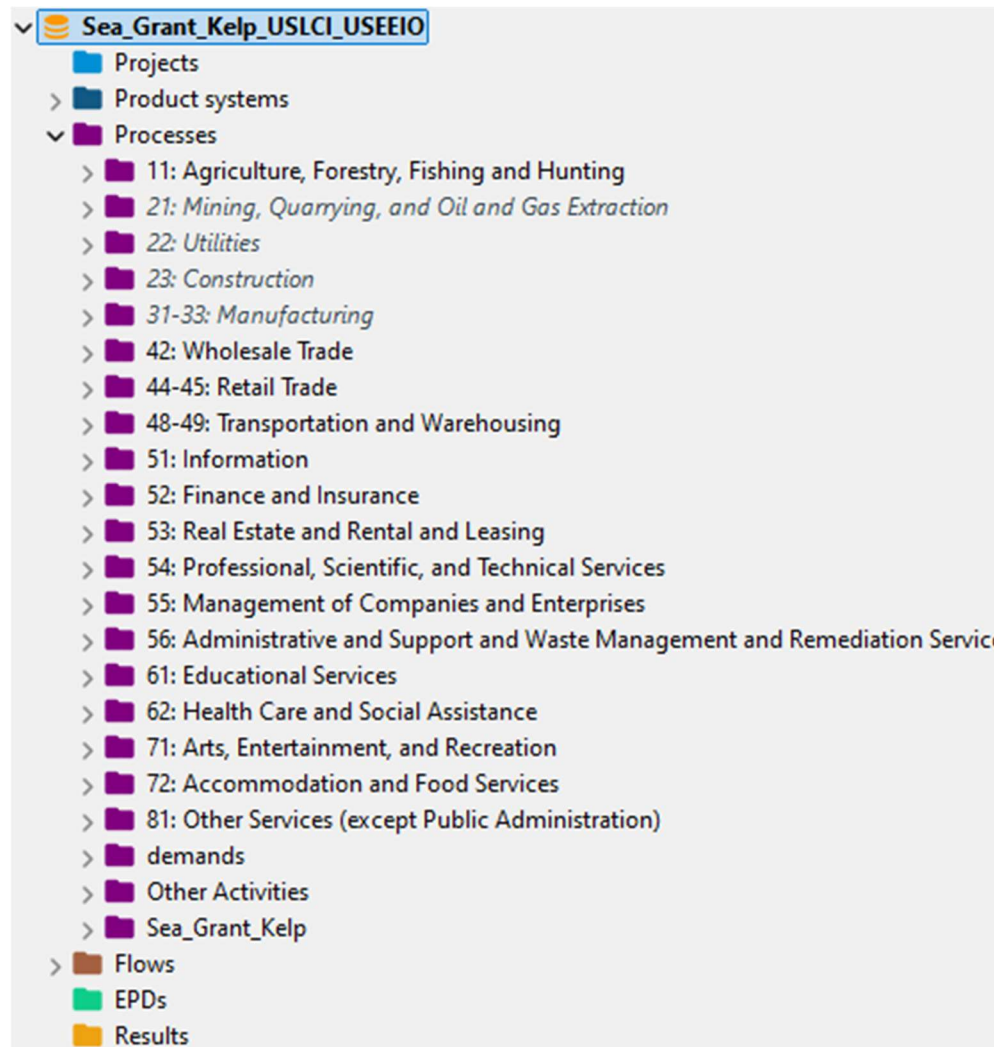 Sea_Grant_Kelp_USLCI_USEEIO
Projects
Product systems
Processes
11: Agriculture, Forestry, Fishing and Hunting
21: Mining, Quarrying, and Oil and Gas Extraction
22: Utilities
23: Construction
31-33: Manufacturing
42: Wholesale Trade
44-45: Retail Trade
48-49: Transportation and Warehousing
51: Information
52: Finance and Insurance
53: Real Estate and Rental and Leasing
54: Professional, Scientific, and Technical Services
55: Management of Companies and Enterprises
56: Administrative and Support and Waste Management and Remediation Service
61: Educational Services
62: Health Care and Social Assistance
71: Arts, Entertainment, and Recreation
72: Accommodation and Food Services
81: Other Services (except Public Administration)
demands
Other Activities
Sea_Grant_Kelp
Flows
EPDs
Results